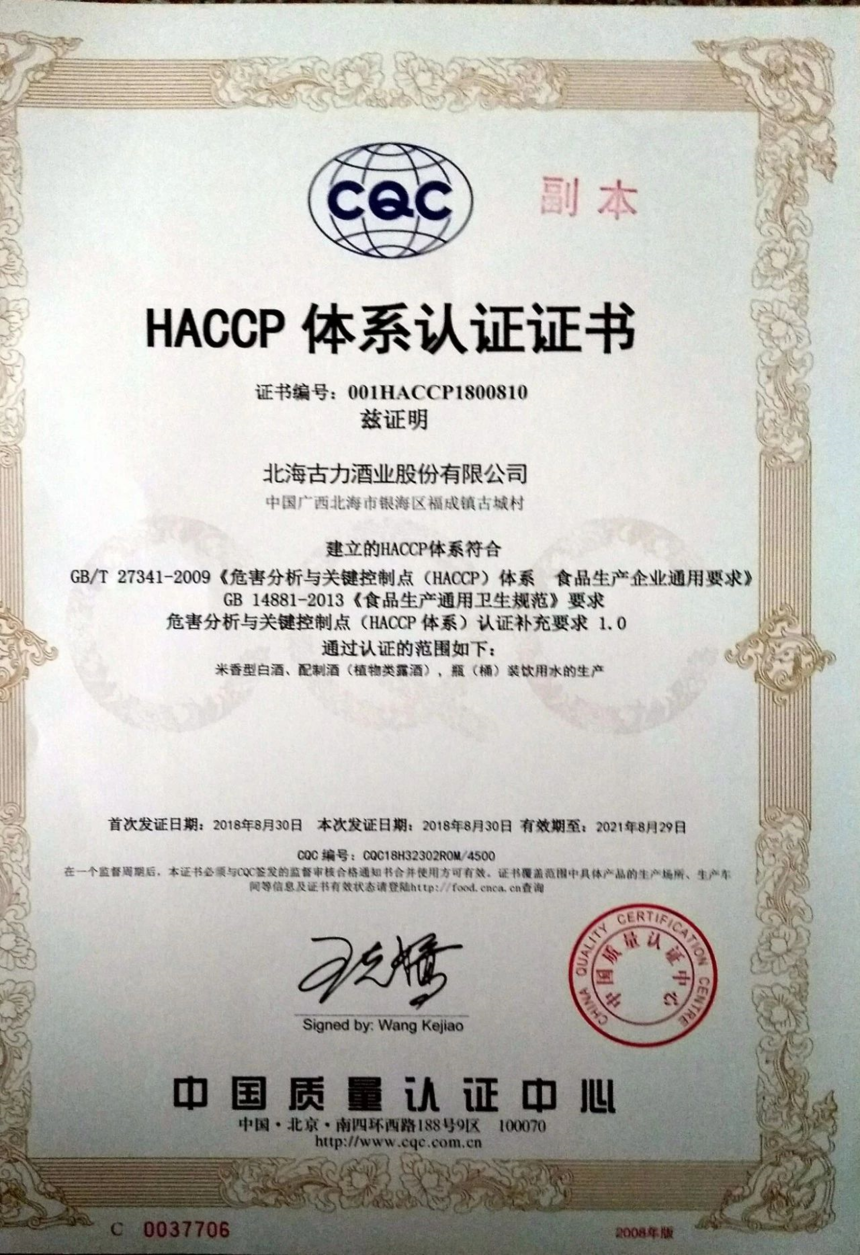 CQC
副本
HACCP 体系认证证书
证书编号：001HACCP1800810
兹证明
北海古力酒业股份有限公司
中国广西北海市银海区福成镇古城村
建立的HACCP体系符合
GB/T 27341-2009《危害分析与关键控制点（HACCP）体系　食品生产企业通用要求》
GB 14881-2013《食品生产通用卫生规范》要求
危害分析与关键控制点（HACCP 体系）认证补充要求 1.0
通过认证的范围如下：
米香型白酒、配制酒（植物类露酒），瓶（桶）装饮用水的生产
首次发证日期：2018年8月30日　本次发证日期：2018年8月30日 有效期至：2021年8月29日
CQC 编号：CQC18H32302R0M/4500
在一个监督周期后，本证书必须与CQC签发的监督审核合格通知书合并使用方可有效。证书覆盖范围中具体产品的生产场所、生产车
间等信息及证书有效状态请登陆http://food.cnca.cn查询
王克娇
Signed by: Wang Kejiao
CHINA QUALITY CERTIFICATION CENTRE
中国质量认证中心
中国质量认证中心
中国·北京·南四环西路188号9区　100070
http://www.cqc.com.cn
C 0037706
2008年版